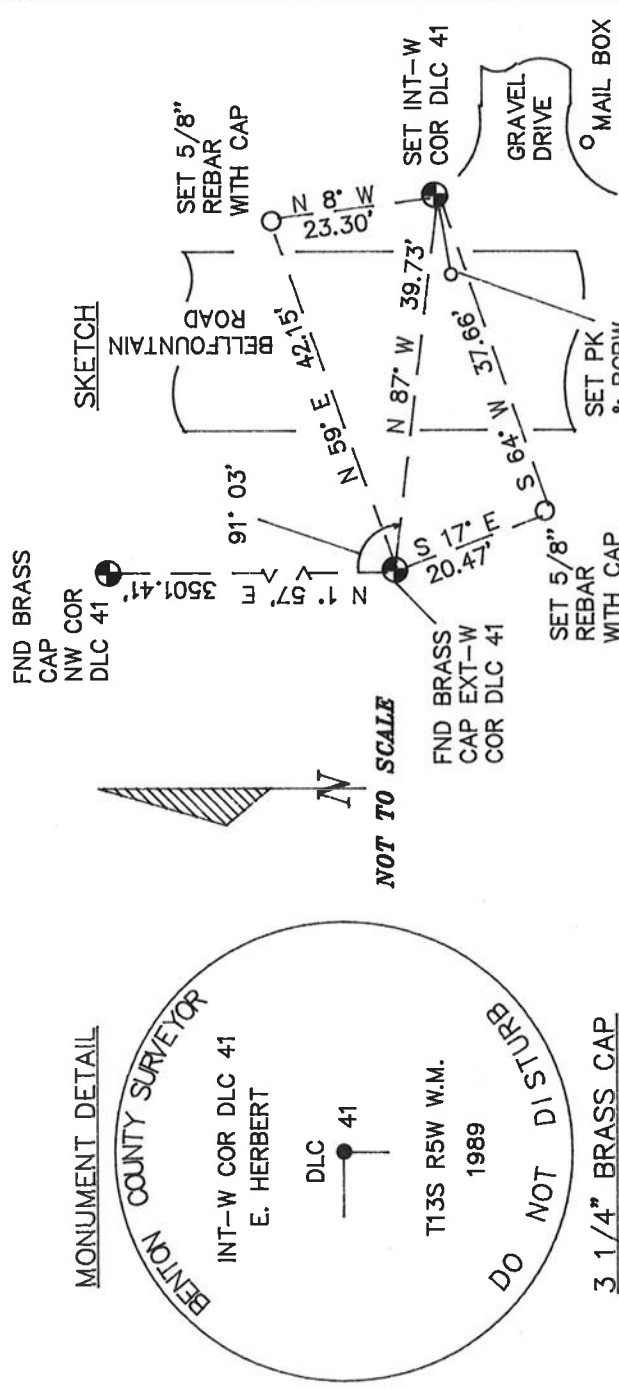 MONUMENT DETAIL
BENTON COUNTY SURVEYOR
INT-W COR DLC 41
E. HERBERT
DLC
41
T13S R5W W.M.
1989
DO NOT DISTURB
3 1/4" BRASS CAP
SKETCH
N
NOT TO SCALE
FND BRASS
CAP
NW COR
DLC 41
N 1° 57' E 3501.41'
91° 03'
FND BRASS
CAP EXT-W
COR DLC 41
BELLFOUNTAIN
ROAD
N 59° E 42.15'
SET 5/8"
REBAR
WITH CAP
N 8° W
23.30'
SET INT-W
COR DLC 41
N 87° W 39.73'
S 17° E
20.47'
S 64° W 37.66'
SET 5/8"
REBAR
WITH CAP
SET PK
GRAVEL
DRIVE
MAIL BOX